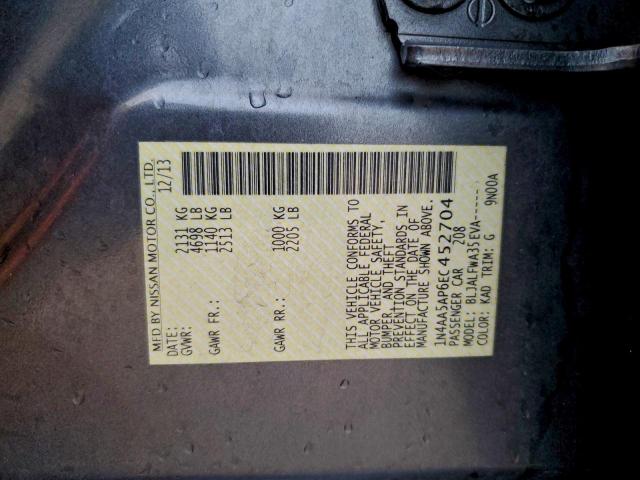 MFD BY NISSAN MOTOR CO., LTD.
12/13
GVWR: 2131 KG
4698 LB
GAWR FR.: 1140 KG
2513 LB
GAWR RR.: 1000 KG
2205 LB
THIS VEHICLE CONFORMS TO
ALL APPLICABLE FEDERAL
MOTOR VEHICLE SAFETY,
BUMPER, AND THEFT
PREVENTION STANDARDS IN
EFFECT ON THE DATE OF
MANUFACTURE SHOWN ABOVE.
1N4AA5AP6EC452704
PASSENGER CAR 208
MODEL: BLJALFWA35EVA-----
COLOR: KAD TRIM: G 9N00A